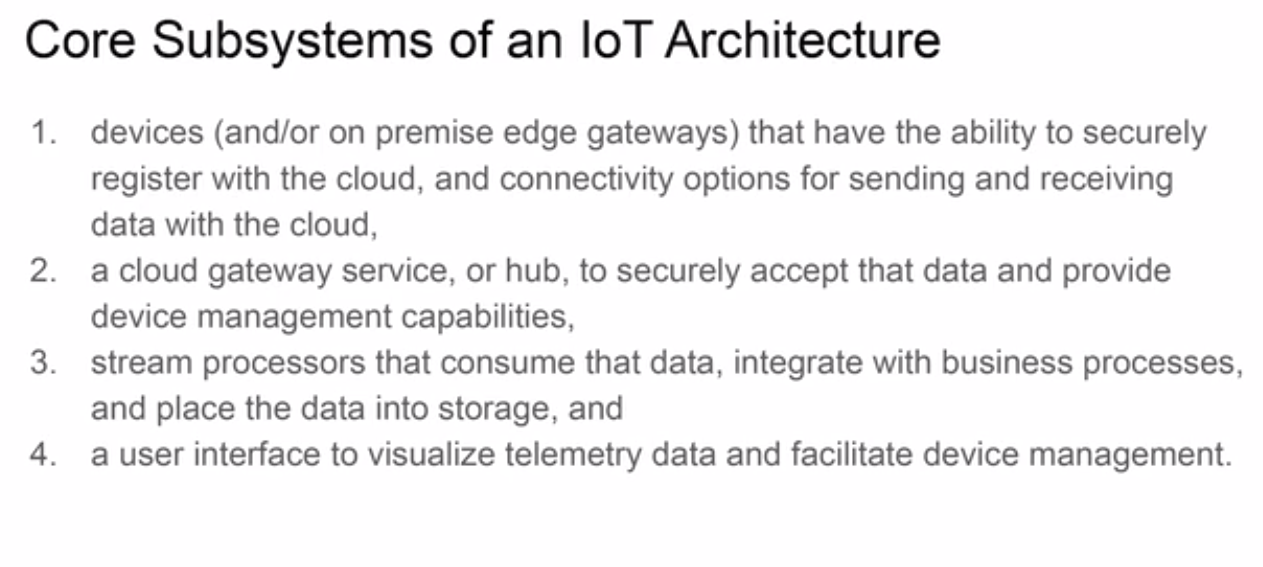 Core Subsystems of an IoT Architecture
1. devices (and/or on premise edge gateways) that have the ability to securely
register with the cloud, and connectivity options for sending and receiving
data with the cloud,
2. a cloud gateway service, or hub, to securely accept that data and provide
device management capabilities,
3. stream processors that consume that data, integrate with business processes,
and place the data into storage, and
4. a user interface to visualize telemetry data and facilitate device management.